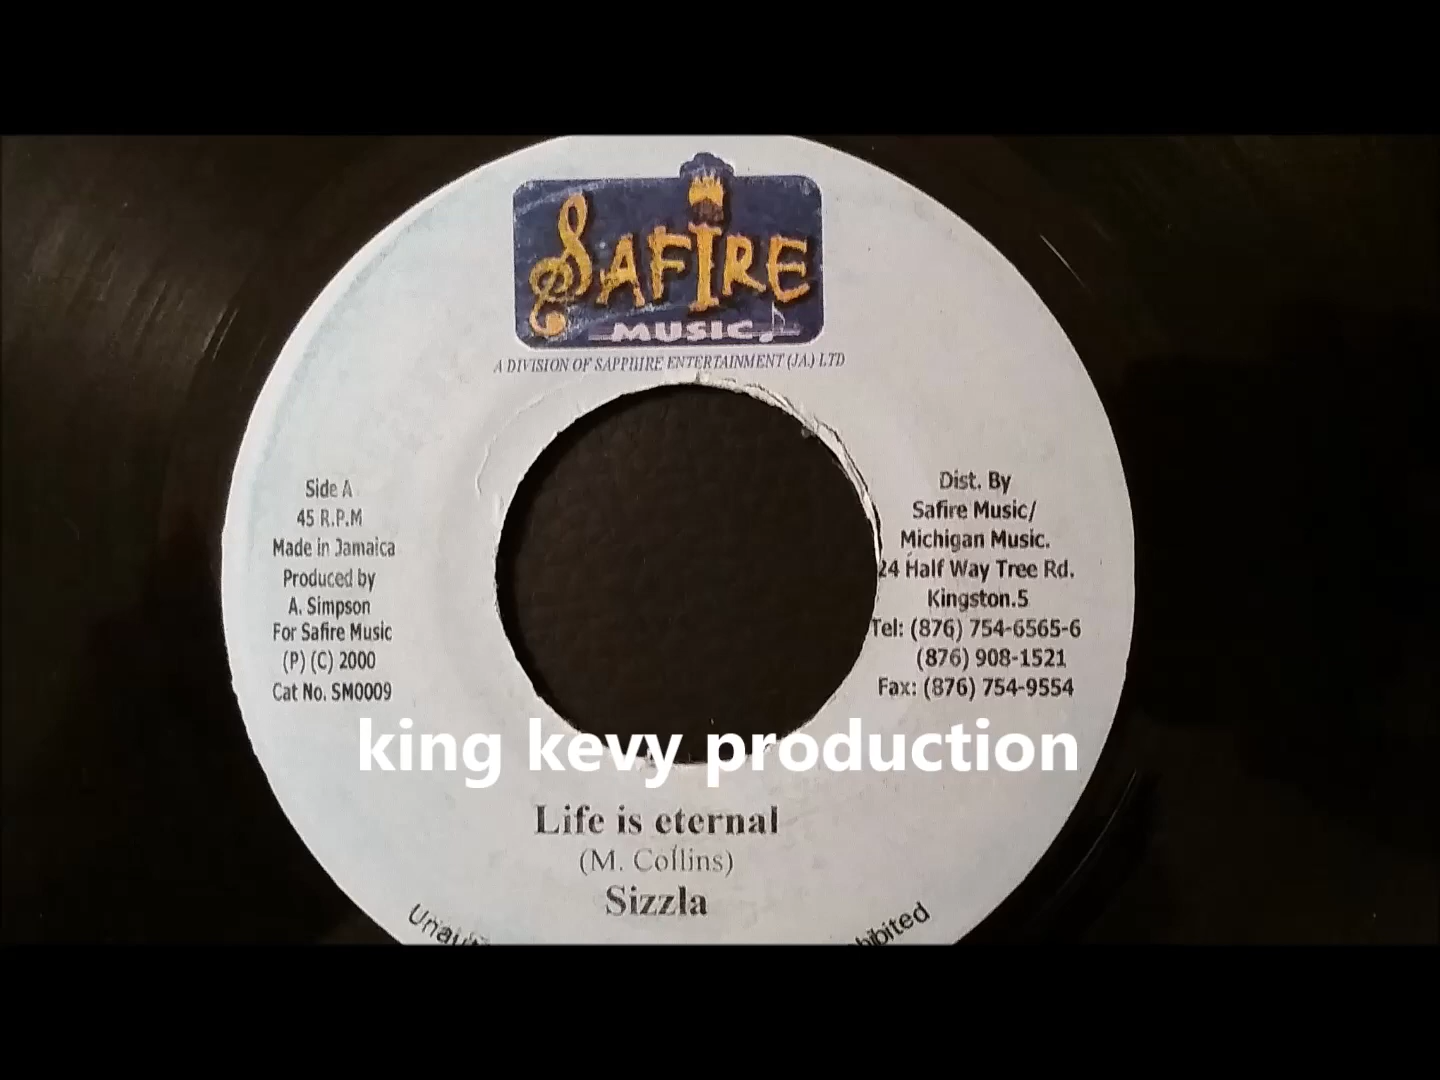 SAFIRE
MUSIC
A DIVISION OF SAPPHIRE ENTERTAINMENT (JA.) LTD
Side A
45 R.P.M
Made in Jamaica
Produced by
A. Simpson
For Safire Music
(P) (C) 2000
Cat No. SM0009
Dist. By
Safire Music/
Michigan Music.
24 Half Way Tree Rd.
Kingston.5
Tel: (876) 754-6565-6
(876) 908-1521
Fax: (876) 754-9554
king kevy production
Life is eternal
(M. Collins)
Sizzla